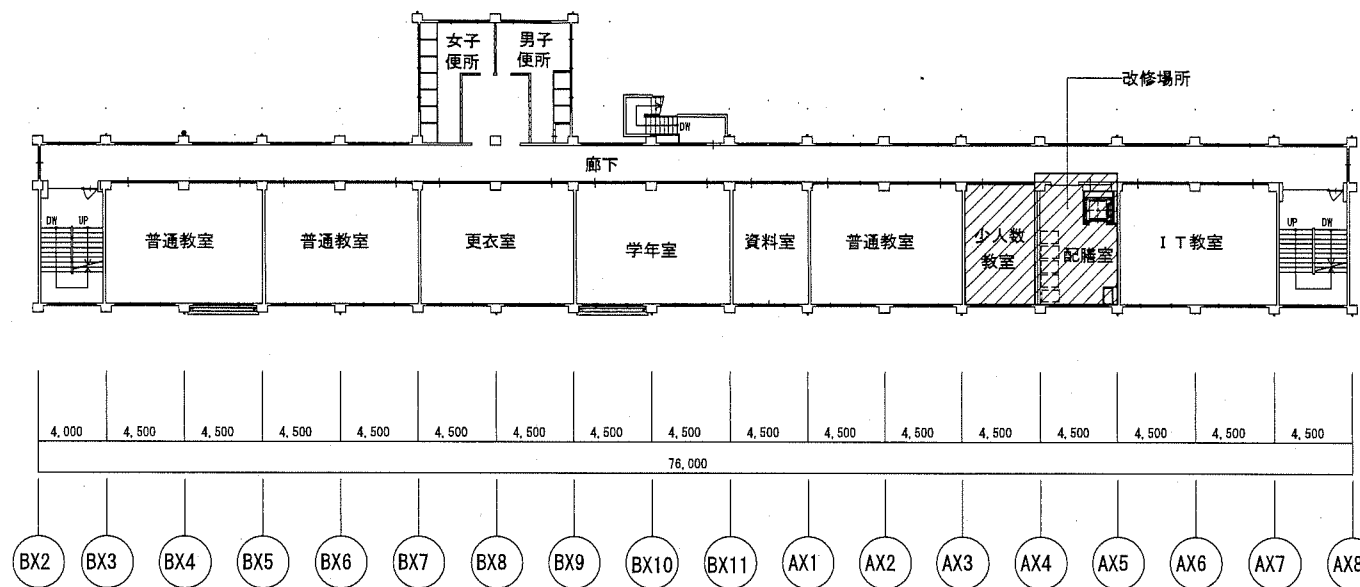 女子
便所
男子
便所
改修場所
DW
廊下
DW UP
普通教室
普通教室
更衣室
学年室
資料室
普通教室
少人数
教室
配膳室
IT教室
UP DW
4,000 4,500 4,500 4,500 4,500 4,500 4,500 4,500 4,500 4,500 4,500 4,500 4,500 4,500 4,500 4,500 4,500
76,000
BX2 BX3 BX4 BX5 BX6 BX7 BX8 BX9 BX10 BX11 AX1 AX2 AX3 AX4 AX5 AX6 AX7 AX8